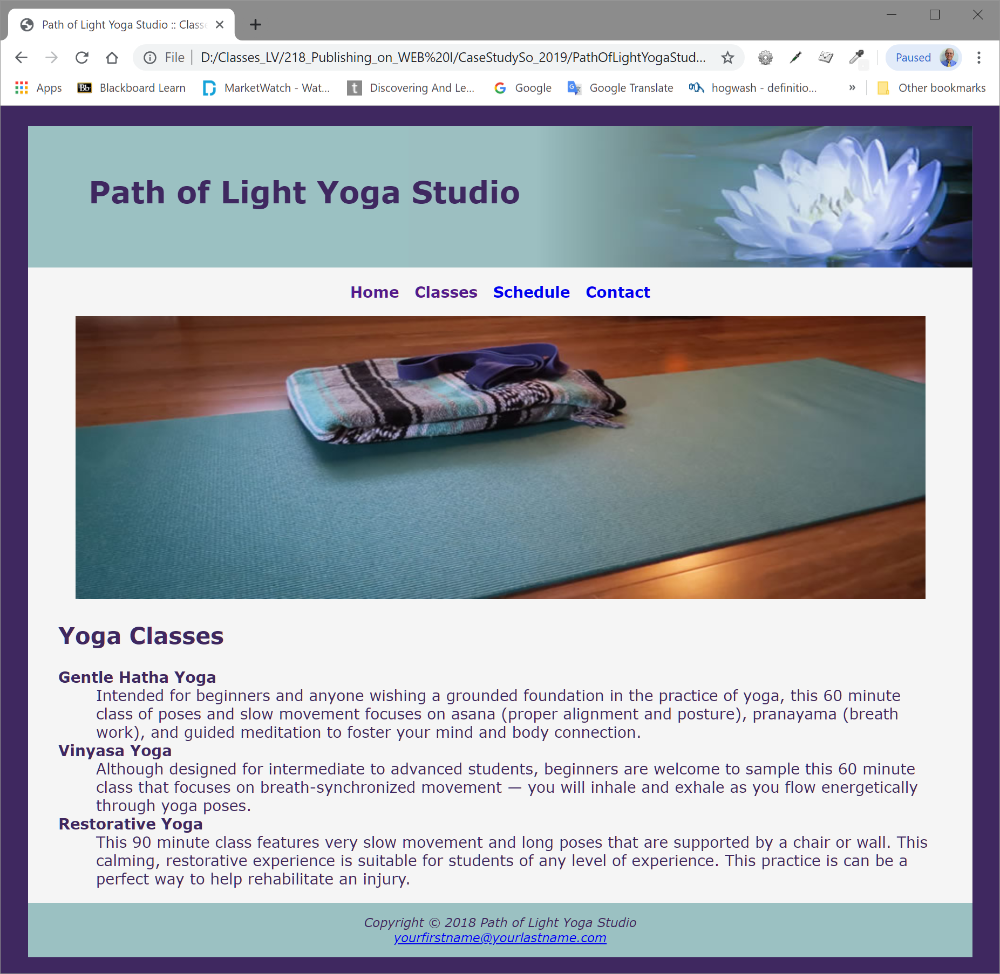 Path of Light Yoga Studio :: Classe
File D:/Classes_LV/218_Publishing_on_WEB%20I/CaseStudySo_2019/PathOfLightYogaStud... Paused
Apps Bb Blackboard Learn MarketWatch - Wat... t Discovering And Le... Google Google Translate hogwash - definitio... » Other bookmarks
Path of Light Yoga Studio
Home Classes Schedule Contact
Yoga Classes
Gentle Hatha Yoga
Intended for beginners and anyone wishing a grounded foundation in the practice of yoga, this 60 minute
class of poses and slow movement focuses on asana (proper alignment and posture), pranayama (breath
work), and guided meditation to foster your mind and body connection.
Vinyasa Yoga
Although designed for intermediate to advanced students, beginners are welcome to sample this 60 minute
class that focuses on breath-synchronized movement — you will inhale and exhale as you flow energetically
through yoga poses.
Restorative Yoga
This 90 minute class features very slow movement and long poses that are supported by a chair or wall. This
calming, restorative experience is suitable for students of any level of experience. This practice is can be a
perfect way to help rehabilitate an injury.
Copyright © 2018 Path of Light Yoga Studio
yourfirstname@yourlastname.com